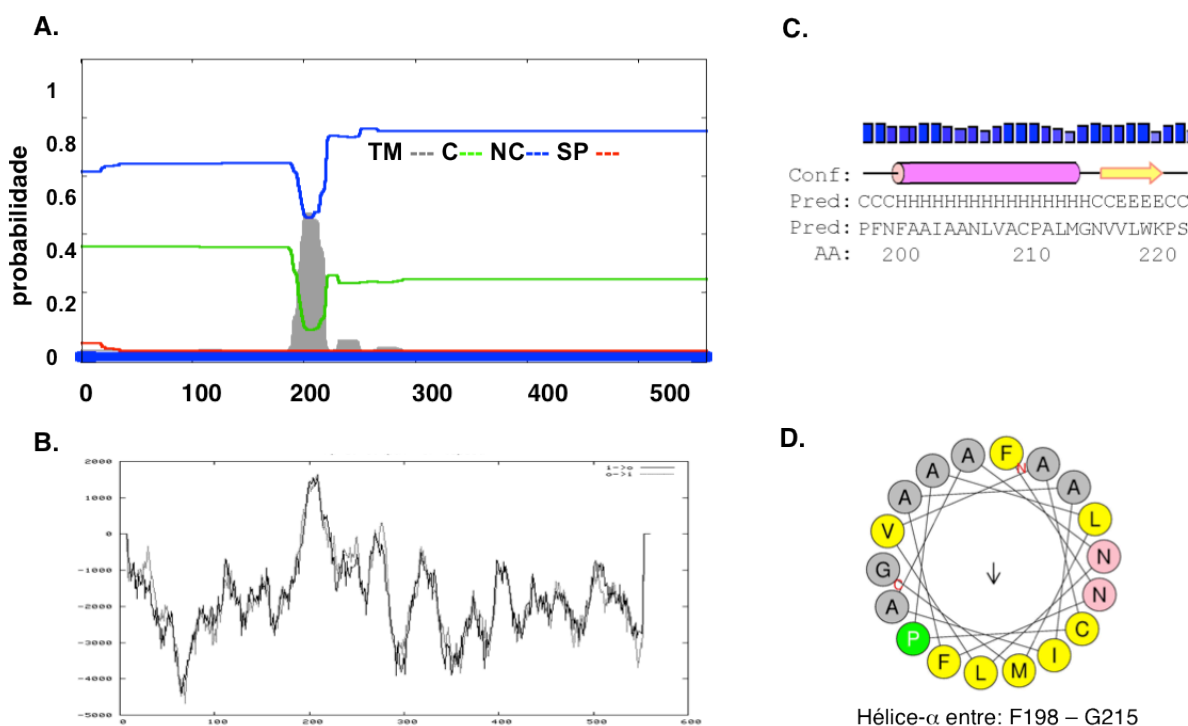 A.
probabilidade
1
0.8
0.6
0.4
0.2
0
TM --- C --- NC --- SP ---
0 100 200 300 400 500
B.
2000
1000
0
-1000
-2000
-3000
-4000
-5000
i->o
o->i
0 100 200 300 400 500 600
C.
Conf:
Pred: CCCHHHHHHHHHHHHHHHHCCEEEECC
Pred: PFNFAAIAANLVACPALMGNVVLWKPS
AA: 200 210 220
D.
F
N
A
A
L
N
N
C
I
M
L
F
P
A
C
G
V
A
A
A
Hélice-α entre: F198 – G215